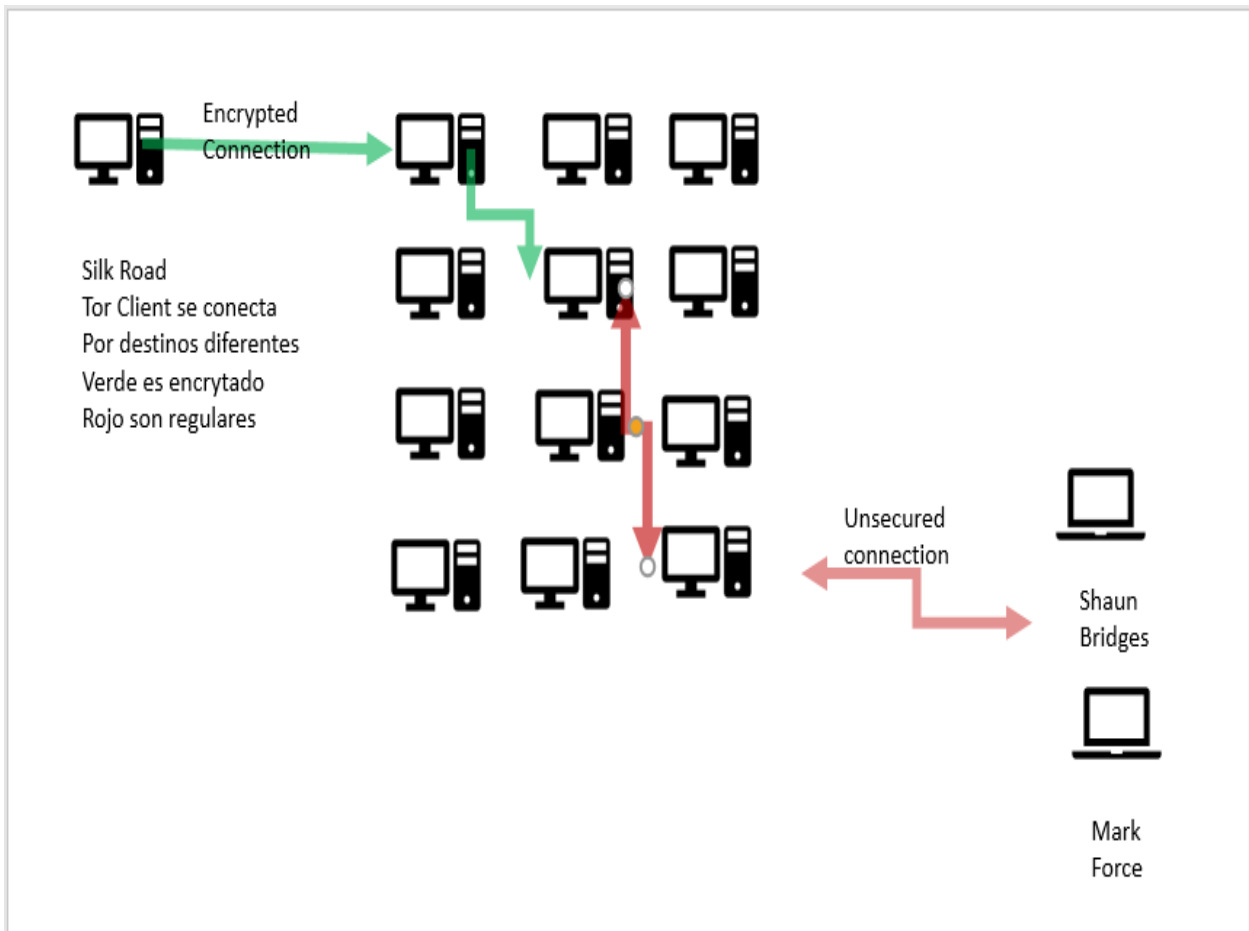 Encrypted
Connection
Silk Road
Tor Client se conecta
Por destinos diferentes
Verde es encrytado
Rojo son regulares
Unsecured
connection
Shaun
Bridges
Mark
Force